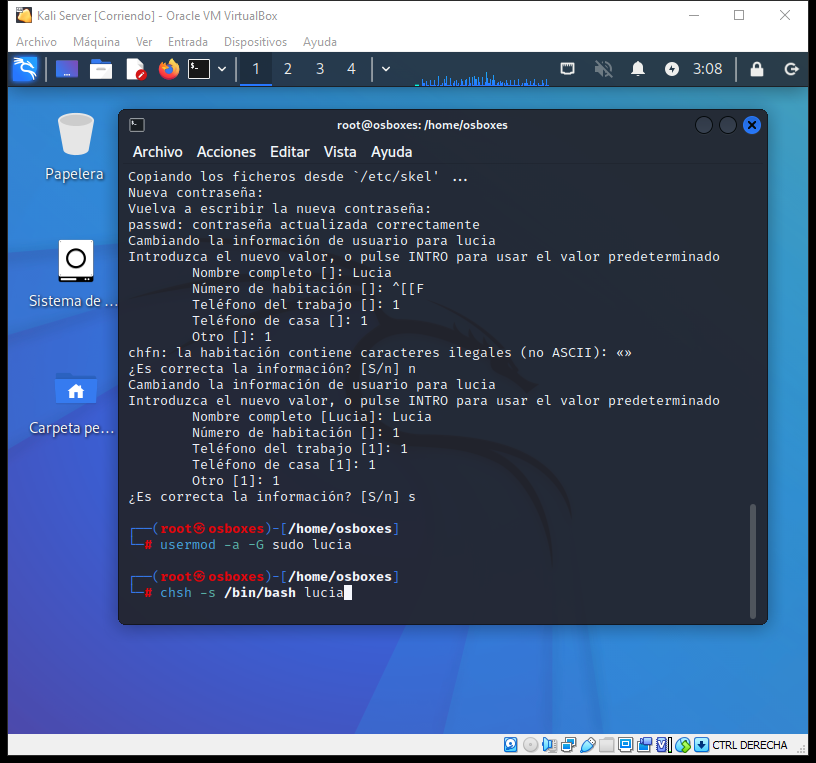 Kali Server [Corriendo] - Oracle VM VirtualBox
Archivo Máquina Ver Entrada Dispositivos Ayuda
1 2 3 4 3:08
Papelera
Sistema de ...
Carpeta pe...
root@osboxes: /home/osboxes
Archivo Acciones Editar Vista Ayuda
Copiando los ficheros desde `/etc/skel' ...
Nueva contraseña:
Vuelva a escribir la nueva contraseña:
passwd: contraseña actualizada correctamente
Cambiando la información de usuario para lucia
Introduzca el nuevo valor, o pulse INTRO para usar el valor predeterminado
Nombre completo []: Lucia
Número de habitación []: ^[[F
Teléfono del trabajo []: 1
Teléfono de casa []: 1
Otro []: 1
chfn: la habitación contiene caracteres ilegales (no ASCII): «»
¿Es correcta la información? [S/n] n
Cambiando la información de usuario para lucia
Introduzca el nuevo valor, o pulse INTRO para usar el valor predeterminado
Nombre completo [Lucia]: Lucia
Número de habitación []: 1
Teléfono del trabajo [1]: 1
Teléfono de casa [1]: 1
Otro [1]: 1
¿Es correcta la información? [S/n] s
┌──(root㉿osboxes)-[/home/osboxes]
└─# usermod -a -G sudo lucia
┌──(root㉿osboxes)-[/home/osboxes]
└─# chsh -s /bin/bash lucia
CTRL DERECHA